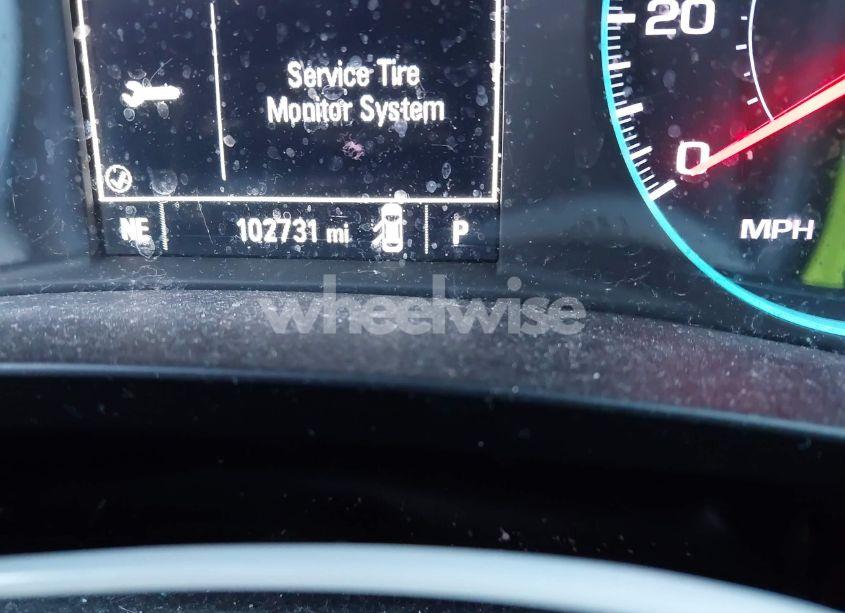 20
Service Tire
Monitor System
0
NE
102731 mi
P
MPH
wheelwise